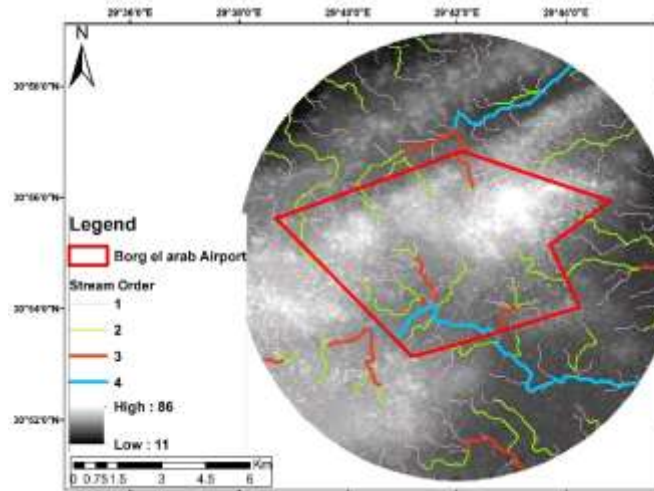 29°36'0"E 29°38'0"E 29°40'0"E 29°42'0"E 29°44'0"E
N
30°58'0"N
30°56'0"N
30°54'0"N
30°52'0"N
Legend
Borg el arab Airport
Stream Order
1
2
3
4
High : 86
Low : 11
Km
0 0.75 1.5 3 4.5 6